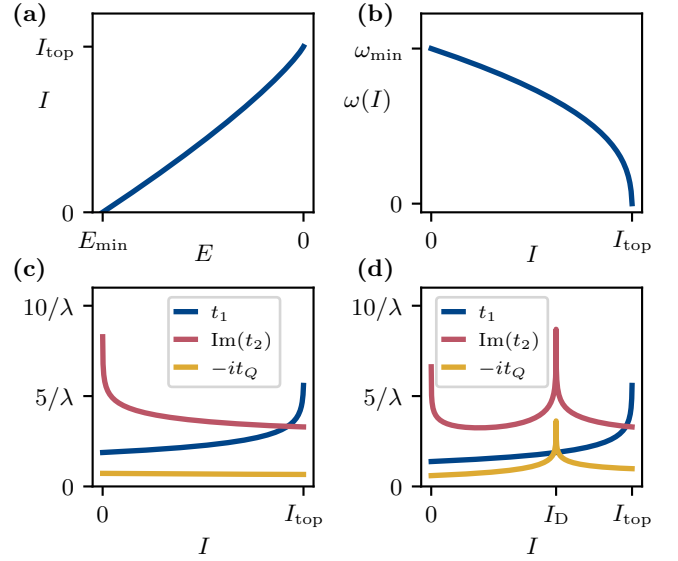 (a)
I_top
I
0
E_min
E
0
(b)
ω_min
ω(I)
0
0
I
I_top
(c)
10/λ
5/λ
0
t_1
Im(t_2)
−it_Q
0
I
I_top
(d)
10/λ
5/λ
0
t_1
Im(t_2)
−it_Q
0
I_D
I_top
I